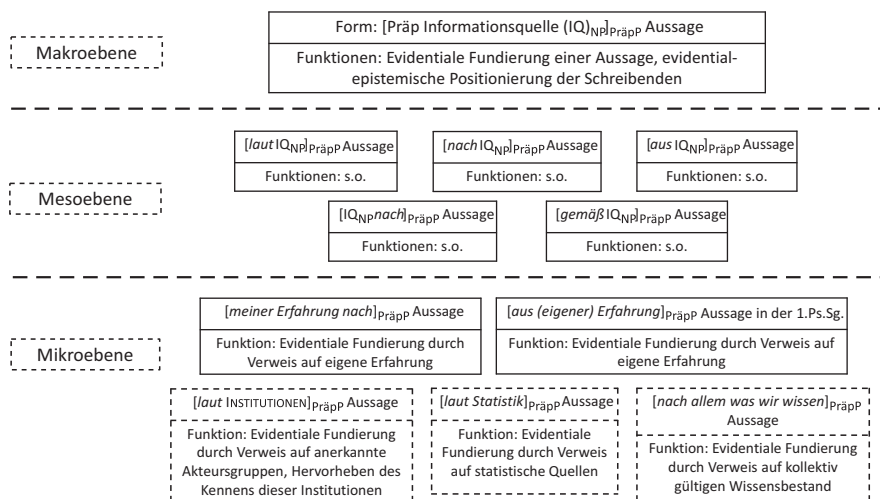 Makroebene
Form: [Präp Informationsquelle (IQ)NP]PräpP Aussage
Funktionen: Evidentiale Fundierung einer Aussage, evidential-
epistemische Positionierung der Schreibenden
Mesoebene
[laut IQNP]PräpP Aussage
Funktionen: s.o.
[nach IQNP]PräpP Aussage
Funktionen: s.o.
[aus IQNP]PräpP Aussage
Funktionen: s.o.
[IQNP nach]PräpP Aussage
Funktionen: s.o.
[gemäß IQNP]PräpP Aussage
Funktionen: s.o.
Mikroebene
[meiner Erfahrung nach]PräpP Aussage
Funktion: Evidentiale Fundierung durch
Verweis auf eigene Erfahrung
[aus (eigener) Erfahrung]PräpP Aussage in der 1.Ps.Sg.
Funktion: Evidentiale Fundierung durch Verweis auf
eigene Erfahrung
[laut INSTITUTIONEN]PräpP Aussage
Funktion: Evidentiale Fundierung
durch Verweis auf anerkannte
Akteursgruppen, Hervorheben des
Kennens dieser Institutionen
[laut Statistik]PräpP Aussage
Funktion: Evidentiale
Fundierung durch Verweis
auf statistische Quellen
[nach allem was wir wissen]PräpP
Aussage
Funktion: Evidentiale Fundierung
durch Verweis auf kollektiv
gültigen Wissensbestand